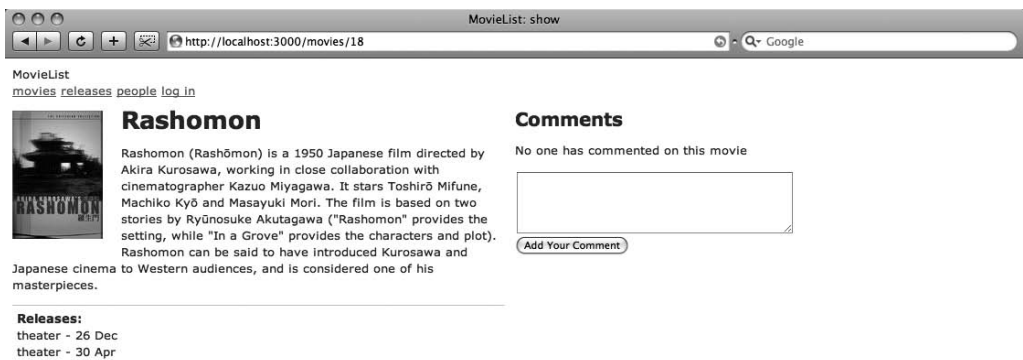 MovieList: show
http://localhost:3000/movies/18
Google
MovieList
movies releases people log in
RASHOMON
羅生門
Rashomon
Rashomon (Rashōmon) is a 1950 Japanese film directed by
Akira Kurosawa, working in close collaboration with
cinematographer Kazuo Miyagawa. It stars Toshirō Mifune,
Machiko Kyō and Masayuki Mori. The film is based on two
stories by Ryūnosuke Akutagawa ("Rashomon" provides the
setting, while "In a Grove" provides the characters and plot).
Rashomon can be said to have introduced Kurosawa and
Japanese cinema to Western audiences, and is considered one of his
masterpieces.
Releases:
theater - 26 Dec
theater - 30 Apr
Comments
No one has commented on this movie
Add Your Comment